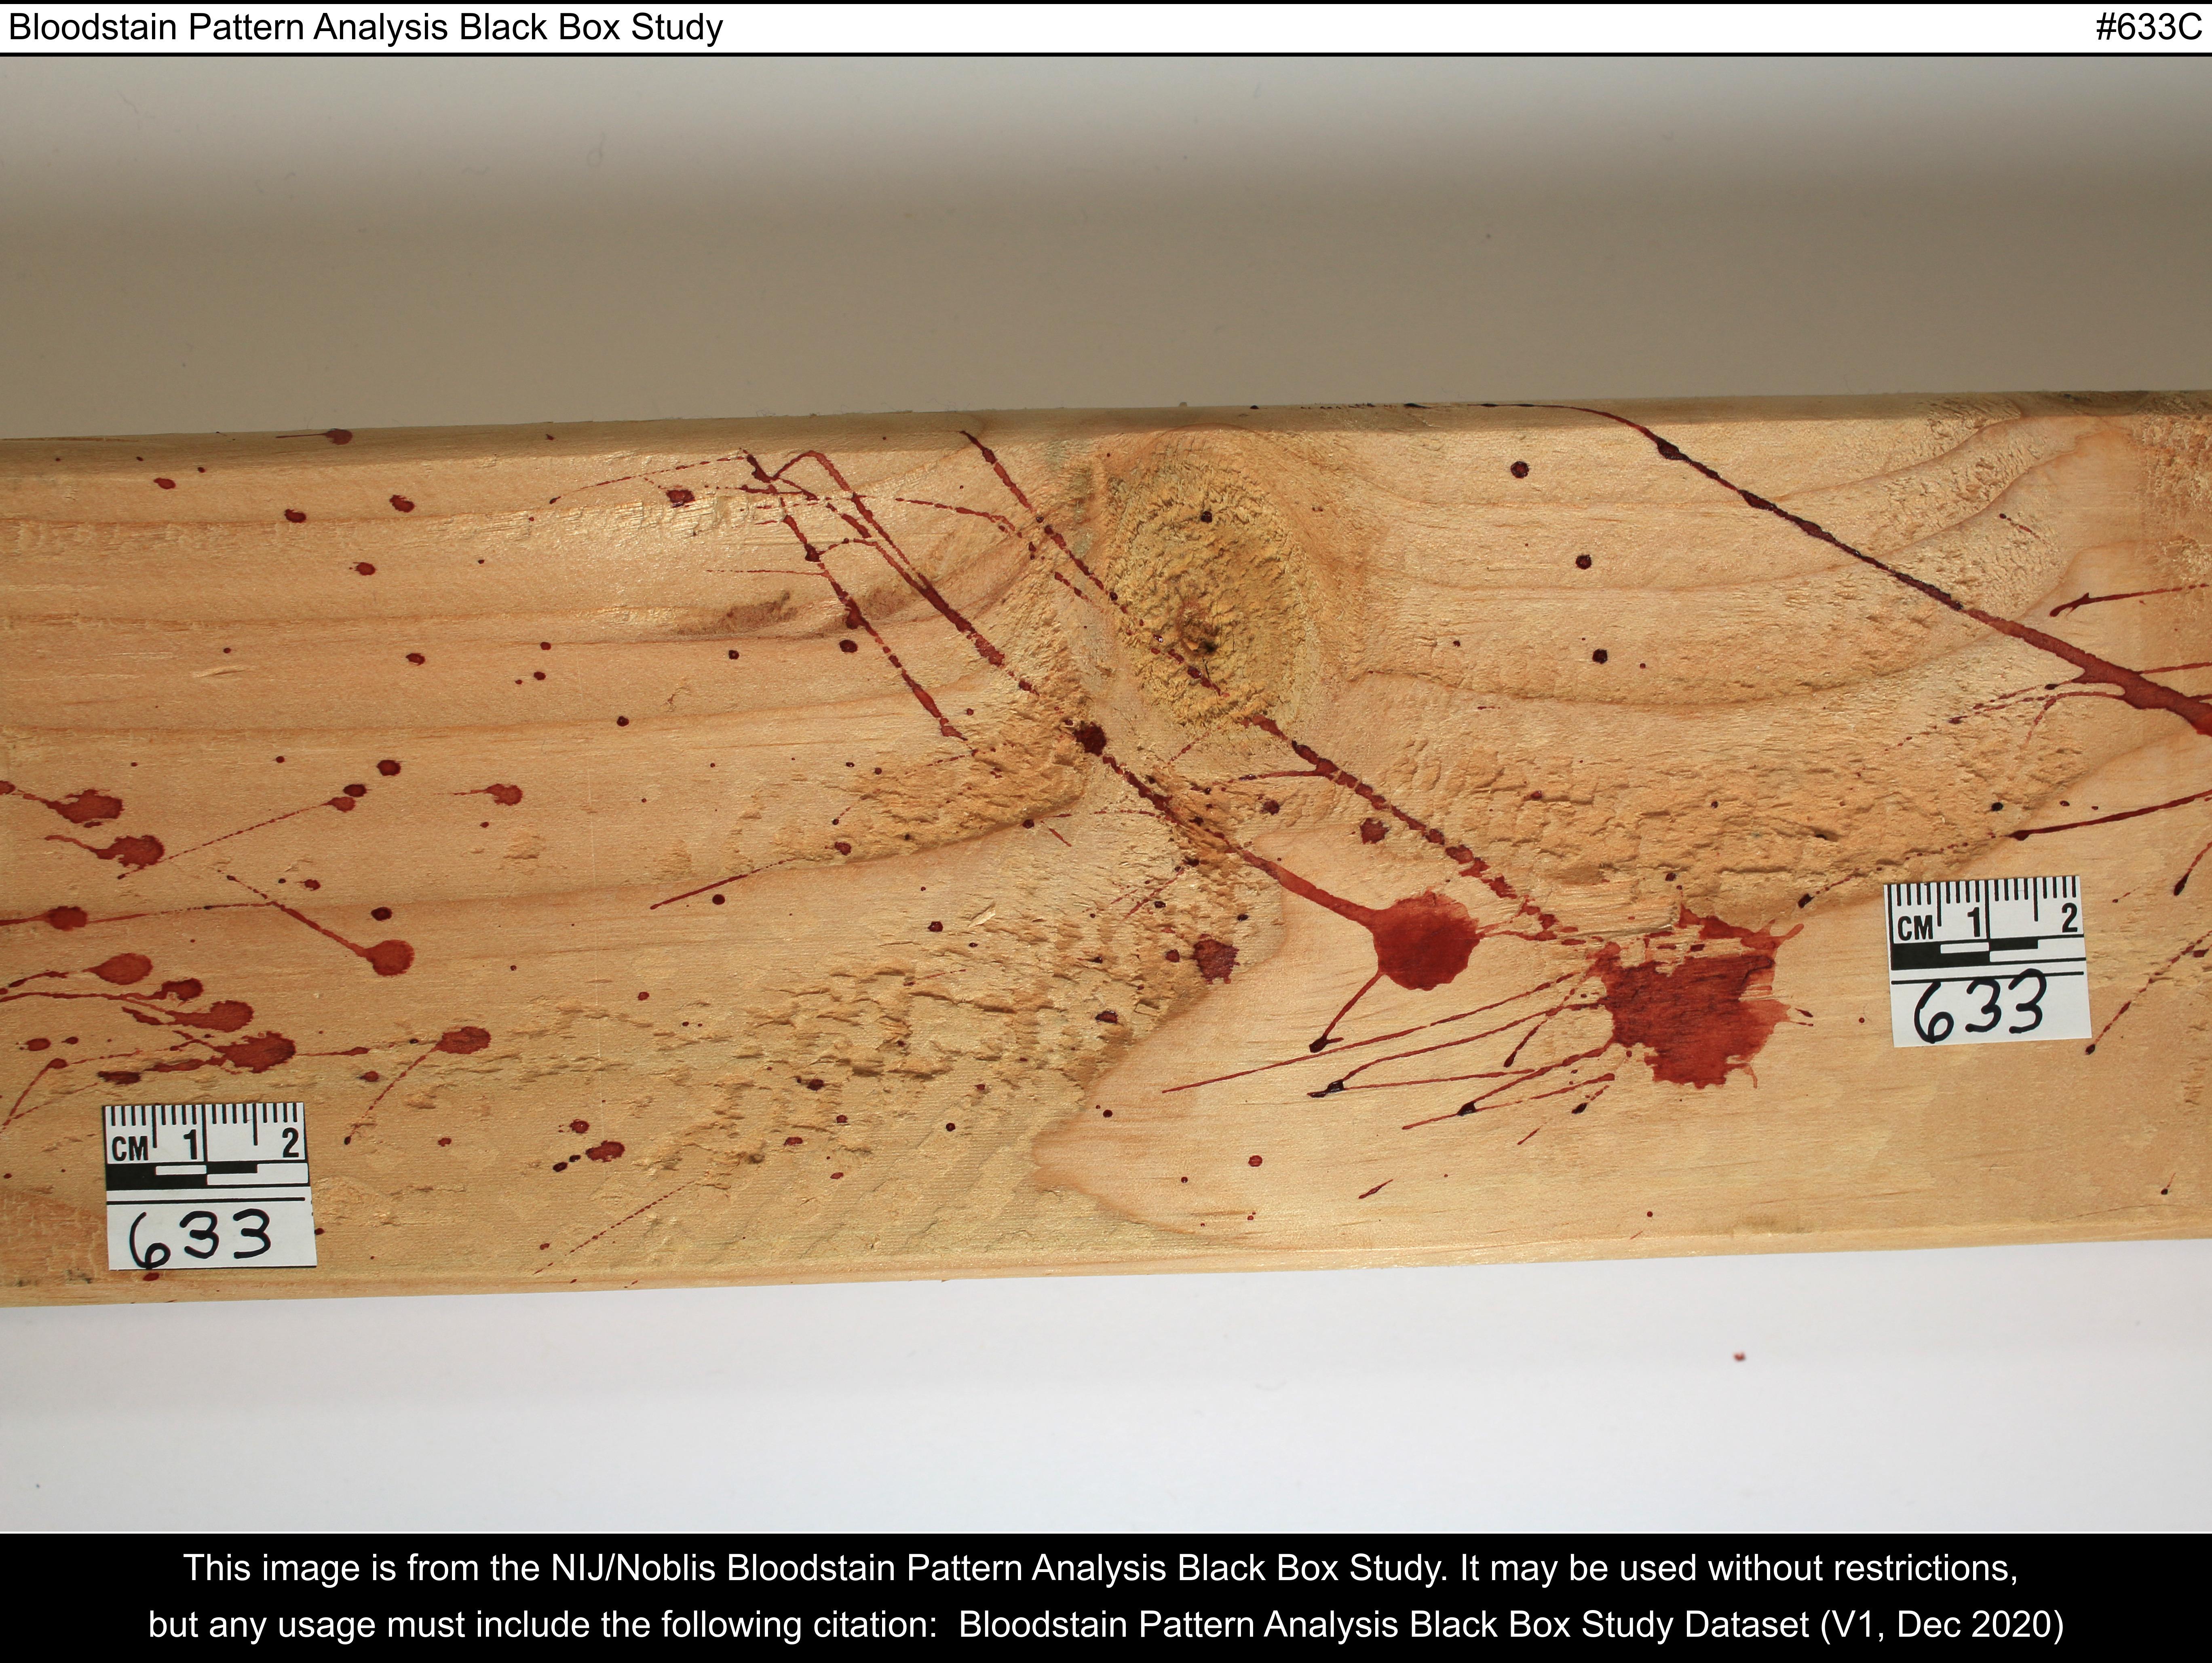 Bloodstain Pattern Analysis Black Box Study #633C
CM 1 2
633
CM 1 2
633
This image is from the NIJ/Noblis Bloodstain Pattern Analysis Black Box Study. It may be used without restrictions,
but any usage must include the following citation:  Bloodstain Pattern Analysis Black Box Study Dataset (V1, Dec 2020)